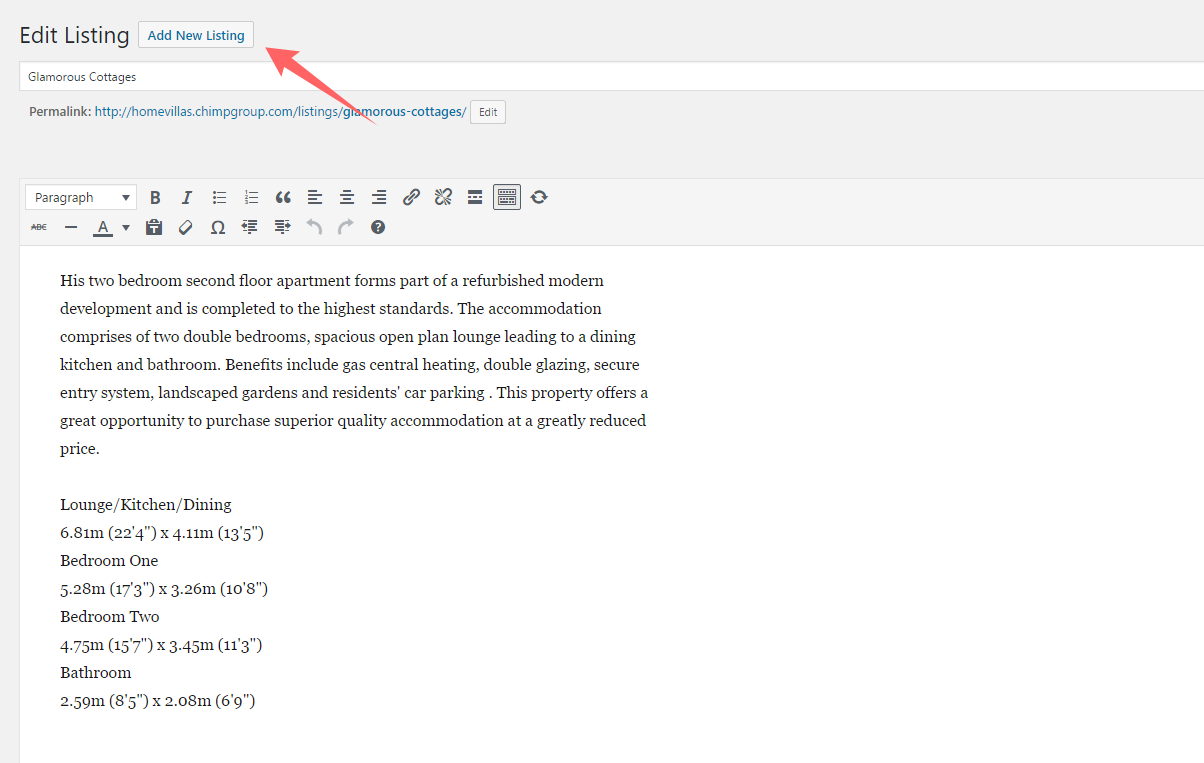 Edit Listing Add New Listing
Glamorous Cottages
Permalink: http://homevillas.chimpgroup.com/listings/glamorous-cottages/ Edit
Paragraph B I
ABC A T Ω ?
His two bedroom second floor apartment forms part of a refurbished modern
development and is completed to the highest standards. The accommodation
comprises of two double bedrooms, spacious open plan lounge leading to a dining
kitchen and bathroom. Benefits include gas central heating, double glazing, secure
entry system, landscaped gardens and residents' car parking . This property offers a
great opportunity to purchase superior quality accommodation at a greatly reduced
price.
Lounge/Kitchen/Dining
6.81m (22'4") x 4.11m (13'5")
Bedroom One
5.28m (17'3") x 3.26m (10'8")
Bedroom Two
4.75m (15'7") x 3.45m (11'3")
Bathroom
2.59m (8'5") x 2.08m (6'9")